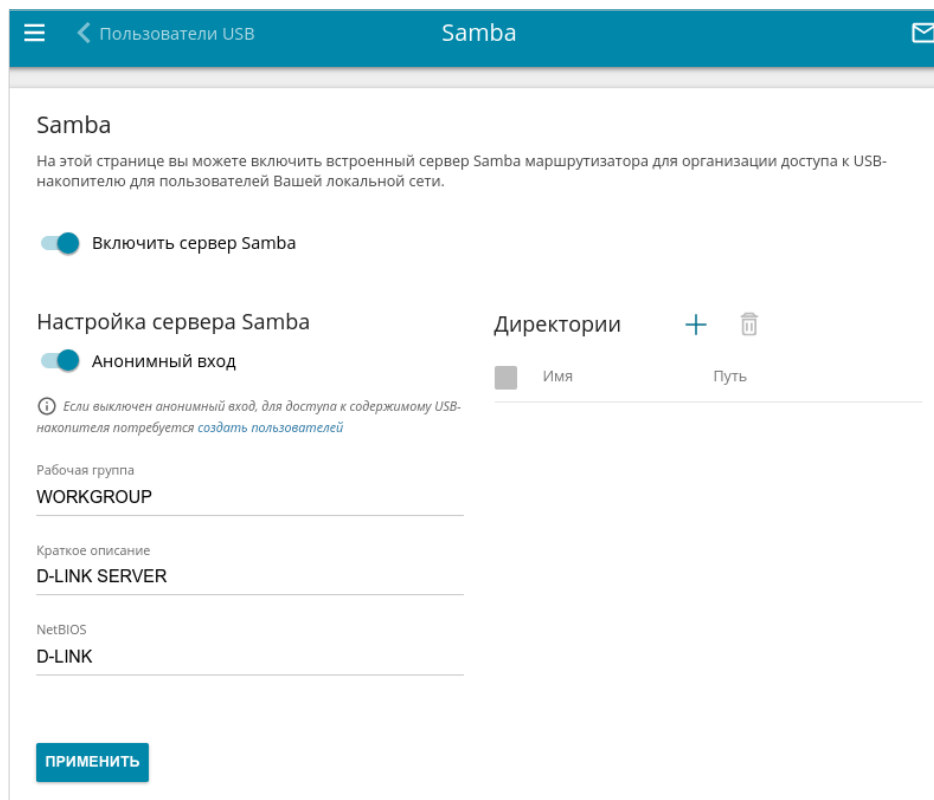 Пользователи USB
Samba
Samba
На этой странице вы можете включить встроенный сервер Samba маршрутизатора для организации доступа к USB-
накопителю для пользователей Вашей локальной сети.
Включить сервер Samba
Настройка сервера Samba
Анонимный вход
Если выключен анонимный вход, для доступа к содержимому USB-
накопителя потребуется создать пользователей
Рабочая группа
WORKGROUP
Краткое описание
D-LINK SERVER
NetBIOS
D-LINK
ПРИМЕНИТЬ
Директории
Имя Путь